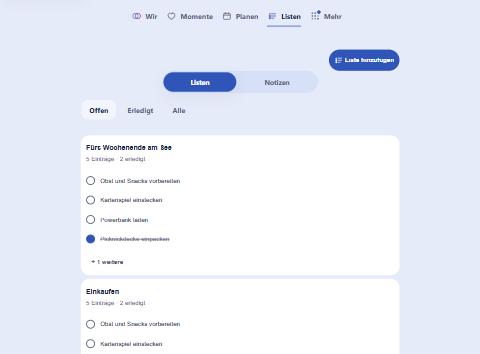 Wir
Momente
Planen
Listen
Mehr
Liste hinzufügen
Listen
Notizen
Offen
Erledigt
Alle
Fürs Wochenende am See
5 Einträge · 2 erledigt
Obst und Snacks vorbereiten
Kartenspiel einstecken
Powerbank laden
Picknickdecke einpacken
+ 1 weitere
Einkaufen
5 Einträge · 2 erledigt
Obst und Snacks vorbereiten
Kartenspiel einstecken